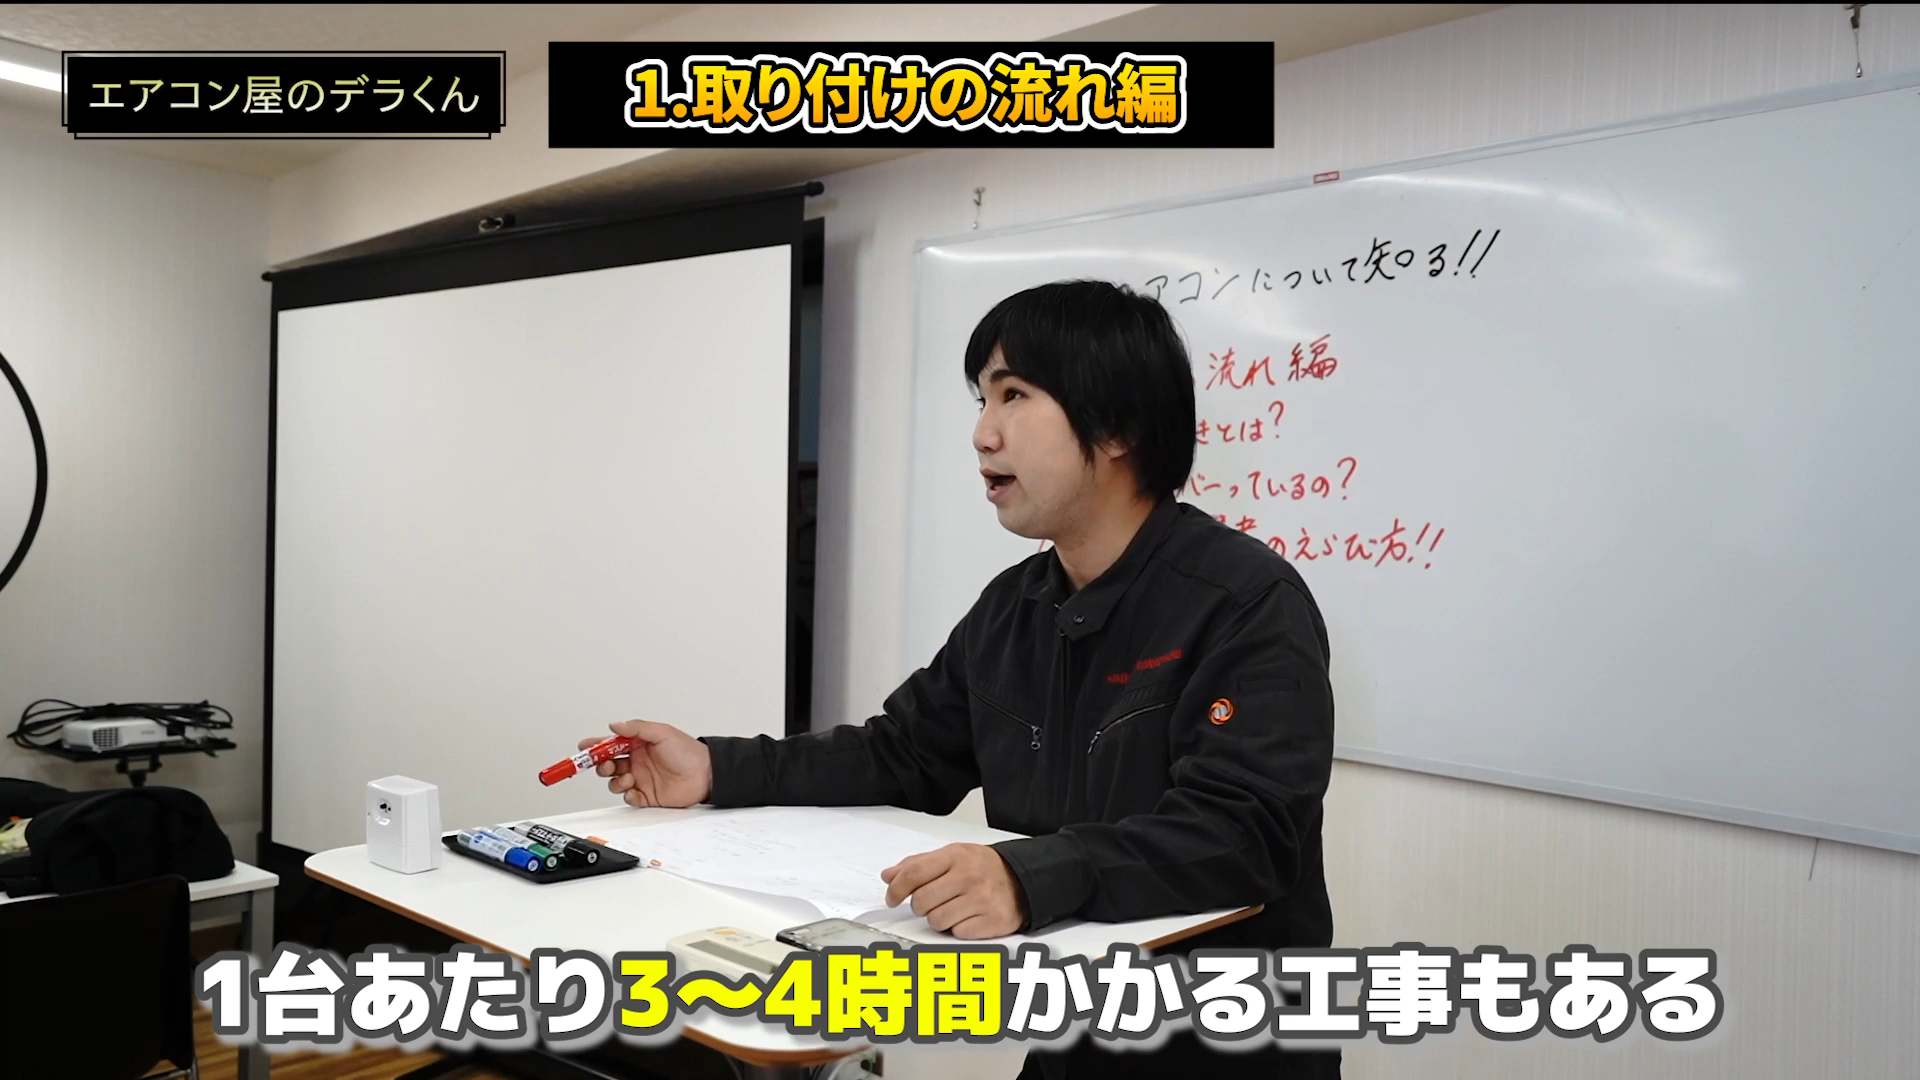 エアコン屋のデラくん
1.取り付けの流れ編
アコンについて知る!!
流れ編
きとは?
バーっているの?
者のえらび方!!
1台あたり3〜4時間かかる工事もある